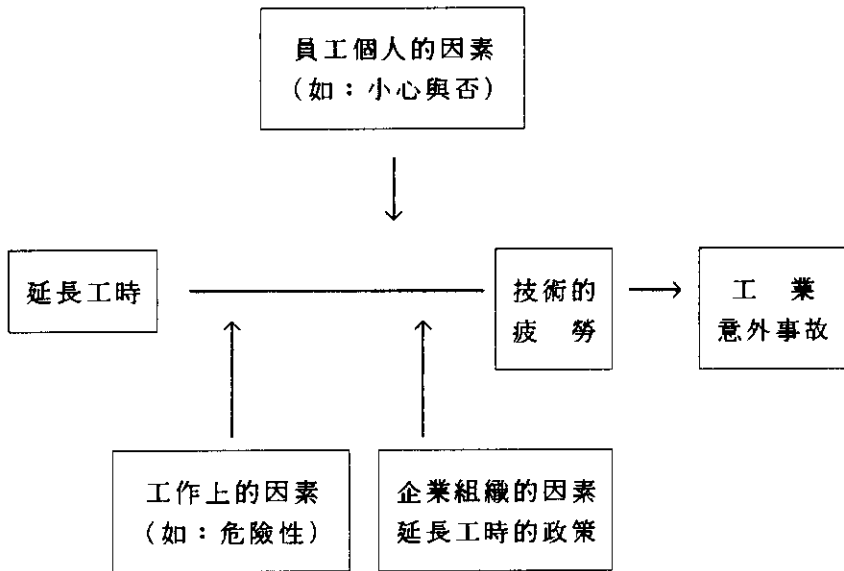 員工個人的因素
（如：小心與否）
延長工時
技術的
疲勞
工業
意外事故
工作上的因素
（如：危險性）
企業組織的因素
延長工時的政策